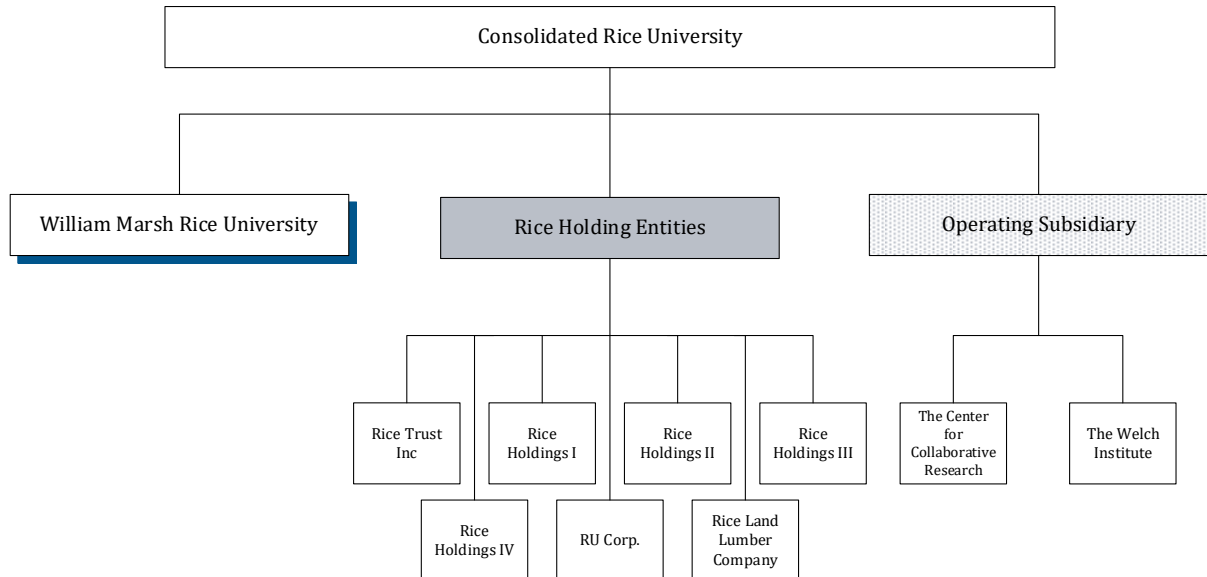 Consolidated Rice University
William Marsh Rice University
Rice Holding Entities
Operating Subsidiary
Rice Trust
Inc
Rice
Holdings I
Rice
Holdings II
Rice
Holdings III
The Center
for
Collaborative
Research
The Welch
Institute
Rice
Holdings IV
RU Corp.
Rice Land
Lumber
Company